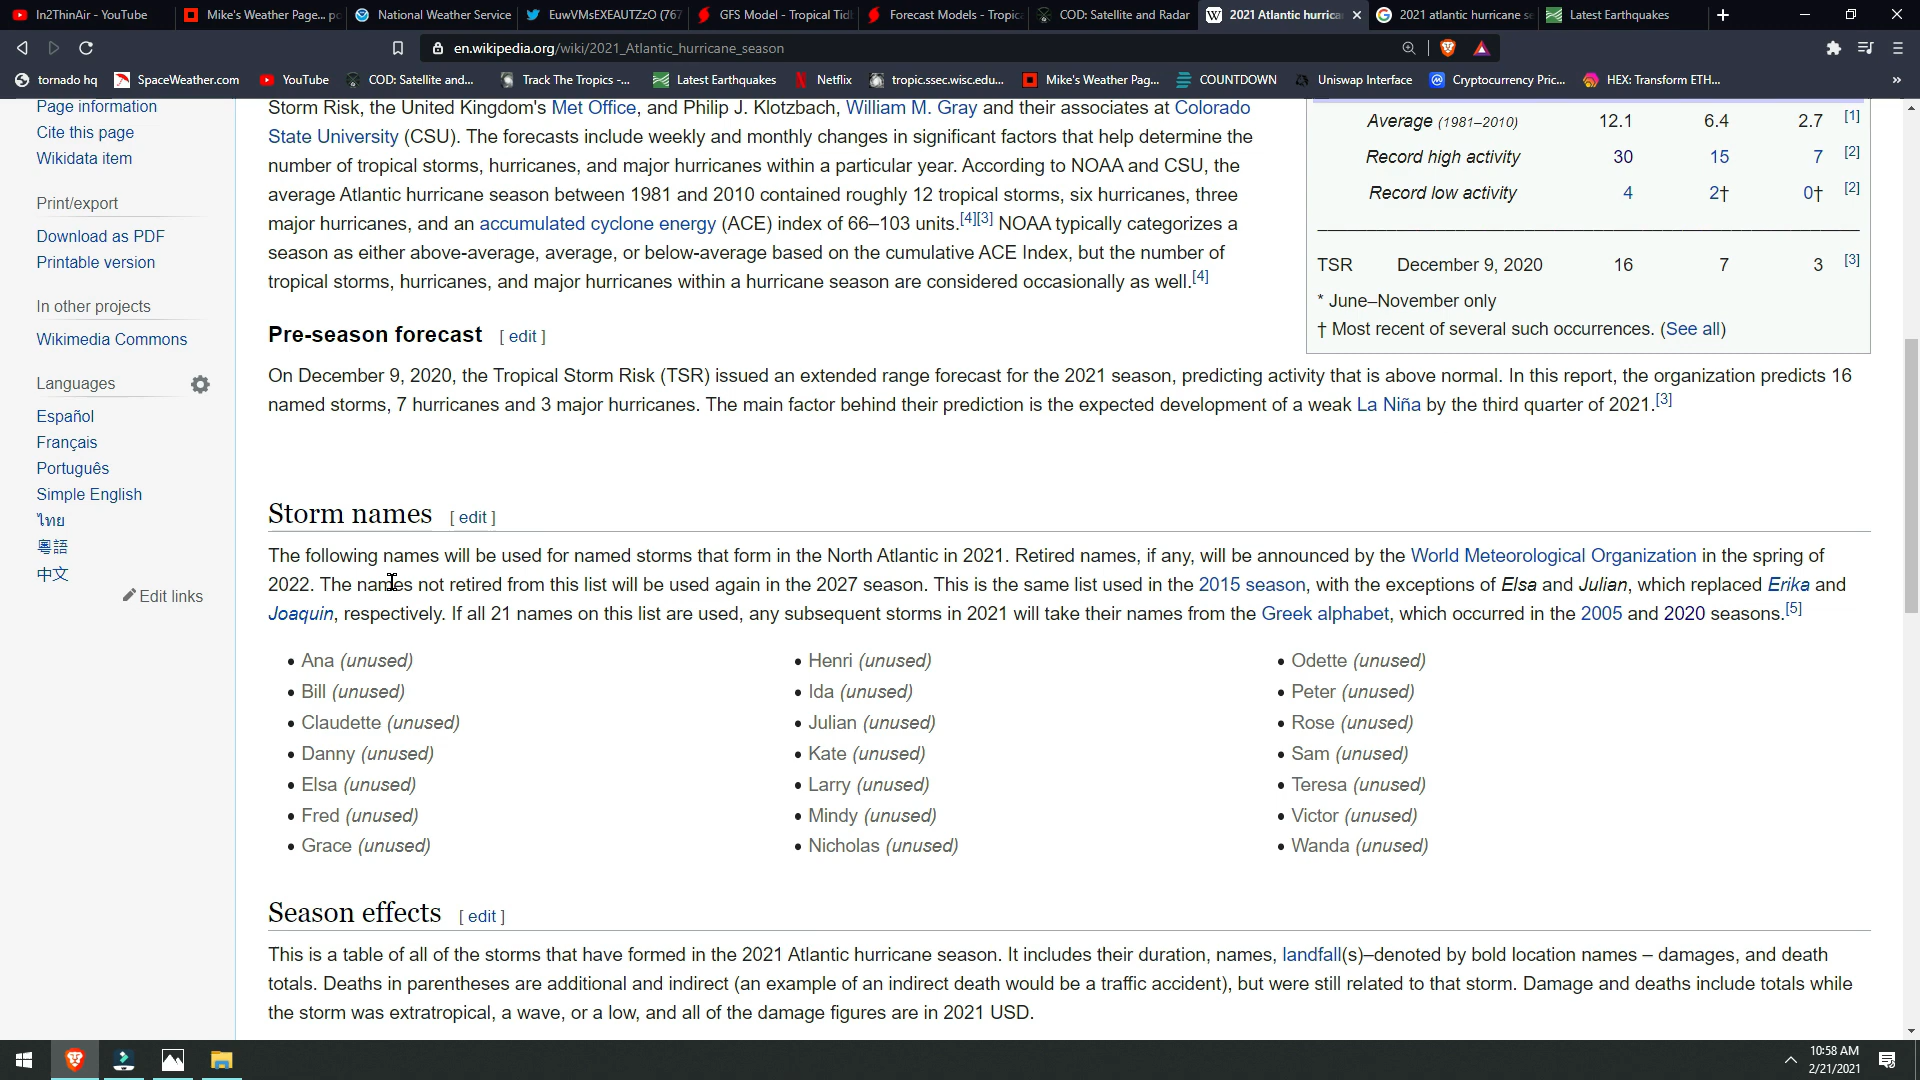 In2ThinAir - YouTube
Mike's Weather Page... po
National Weather Service
EuwVMsEXEAUTZzO (767
GFS Model - Tropical Tidb
Forecast Models - Tropica
COD: Satellite and Radar
2021 Atlantic hurrica
2021 atlantic hurricane se
Latest Earthquakes
en.wikipedia.org/wiki/2021_Atlantic_hurricane_season
tornado hq
SpaceWeather.com
YouTube
COD: Satellite and...
Track The Tropics -...
Latest Earthquakes
Netflix
tropic.ssec.wisc.edu...
Mike's Weather Pag...
COUNTDOWN
Uniswap Interface
Cryptocurrency Pric...
HEX: Transform ETH...
»
Page information
Cite this page
Wikidata item
Print/export
Download as PDF
Printable version
In other projects
Wikimedia Commons
Languages
Español
Français
Português
Simple English
ไทย
粵語
中文
Edit links
Storm Risk, the United Kingdom's Met Office, and Philip J. Klotzbach, William M. Gray and their associates at Colorado
State University (CSU). The forecasts include weekly and monthly changes in significant factors that help determine the
number of tropical storms, hurricanes, and major hurricanes within a particular year. According to NOAA and CSU, the
average Atlantic hurricane season between 1981 and 2010 contained roughly 12 tropical storms, six hurricanes, three
major hurricanes, and an accumulated cyclone energy (ACE) index of 66–103 units.[4][3] NOAA typically categorizes a
season as either above-average, average, or below-average based on the cumulative ACE Index, but the number of
tropical storms, hurricanes, and major hurricanes within a hurricane season are considered occasionally as well.[4]
Average (1981–2010) 12.1 6.4 2.7 [1]
Record high activity 30 15 7 [2]
Record low activity 4 2† 0† [2]
TSR December 9, 2020 16 7 3 [3]
* June–November only
† Most recent of several such occurrences. (See all)
Pre-season forecast [ edit ]
On December 9, 2020, the Tropical Storm Risk (TSR) issued an extended range forecast for the 2021 season, predicting activity that is above normal. In this report, the organization predicts 16
named storms, 7 hurricanes and 3 major hurricanes. The main factor behind their prediction is the expected development of a weak La Niña by the third quarter of 2021.[3]
Storm names [ edit ]
The following names will be used for named storms that form in the North Atlantic in 2021. Retired names, if any, will be announced by the World Meteorological Organization in the spring of
2022. The names not retired from this list will be used again in the 2027 season. This is the same list used in the 2015 season, with the exceptions of Elsa and Julian, which replaced Erika and
Joaquin, respectively. If all 21 names on this list are used, any subsequent storms in 2021 will take their names from the Greek alphabet, which occurred in the 2005 and 2020 seasons.[5]
• Ana (unused)
• Bill (unused)
• Claudette (unused)
• Danny (unused)
• Elsa (unused)
• Fred (unused)
• Grace (unused)
• Henri (unused)
• Ida (unused)
• Julian (unused)
• Kate (unused)
• Larry (unused)
• Mindy (unused)
• Nicholas (unused)
• Odette (unused)
• Peter (unused)
• Rose (unused)
• Sam (unused)
• Teresa (unused)
• Victor (unused)
• Wanda (unused)
Season effects [ edit ]
This is a table of all of the storms that have formed in the 2021 Atlantic hurricane season. It includes their duration, names, landfall(s)–denoted by bold location names – damages, and death
totals. Deaths in parentheses are additional and indirect (an example of an indirect death would be a traffic accident), but were still related to that storm. Damage and deaths include totals while
the storm was extratropical, a wave, or a low, and all of the damage figures are in 2021 USD.
10:58 AM
2/21/2021